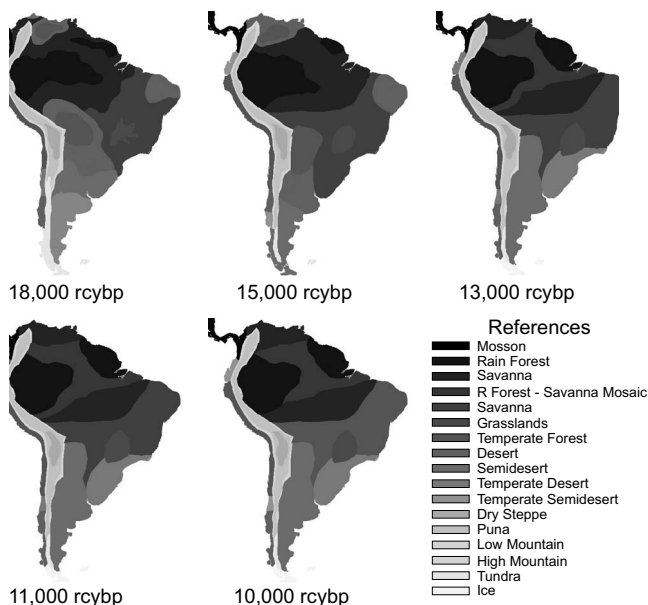 18,000 rcybp
15,000 rcybp
13,000 rcybp
11,000 rcybp
10,000 rcybp
References
Mosson
Rain Forest
Savanna
R Forest - Savanna Mosaic
Savanna
Grasslands
Temperate Forest
Desert
Semidesert
Temperate Desert
Temperate Semidesert
Dry Steppe
Puna
Low Mountain
High Mountain
Tundra
Ice